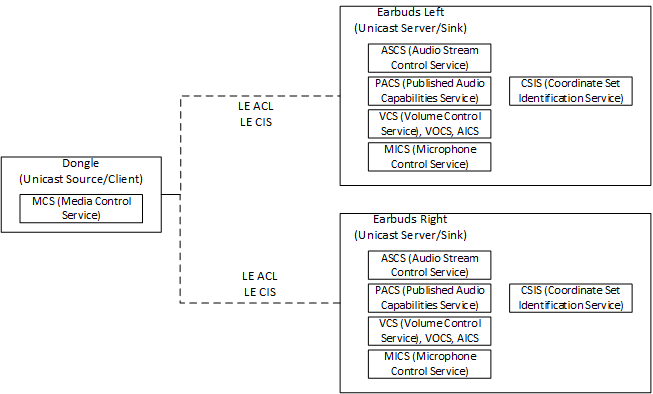 Earbuds Left
(Unicast Server/Sink)
ASCS (Audio Stream
Control Service)
PACS (Published Audio
Capabilities Service)
CSIS (Coordinate Set
Identification Service)
VCS (Volume Control
Service), VOCS, AICS
MICS (Microphone
Control Service)
LE ACL
LE CIS
Dongle
(Unicast Source/Client)
MCS (Media Control
Service)
Earbuds Right
(Unicast Server/Sink)
ASCS (Audio Stream
Control Service)
PACS (Published Audio
Capabilities Service)
CSIS (Coordinate Set
Identification Service)
VCS (Volume Control
Service), VOCS, AICS
MICS (Microphone
Control Service)
LE ACL
LE CIS